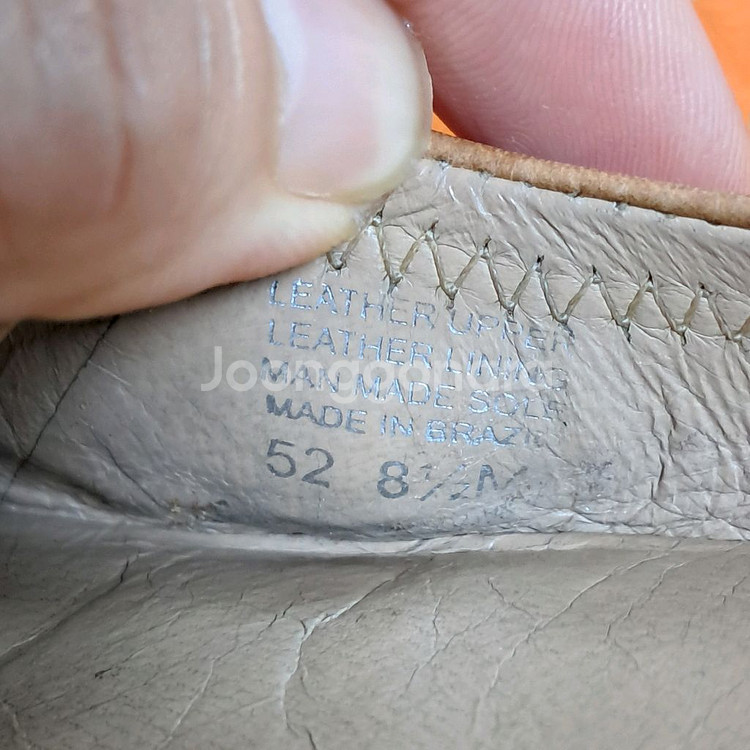 LEATHER UPPER
LEATHER LINING
MAN MADE SOLE
MADE IN BRAZIL
52 8½M